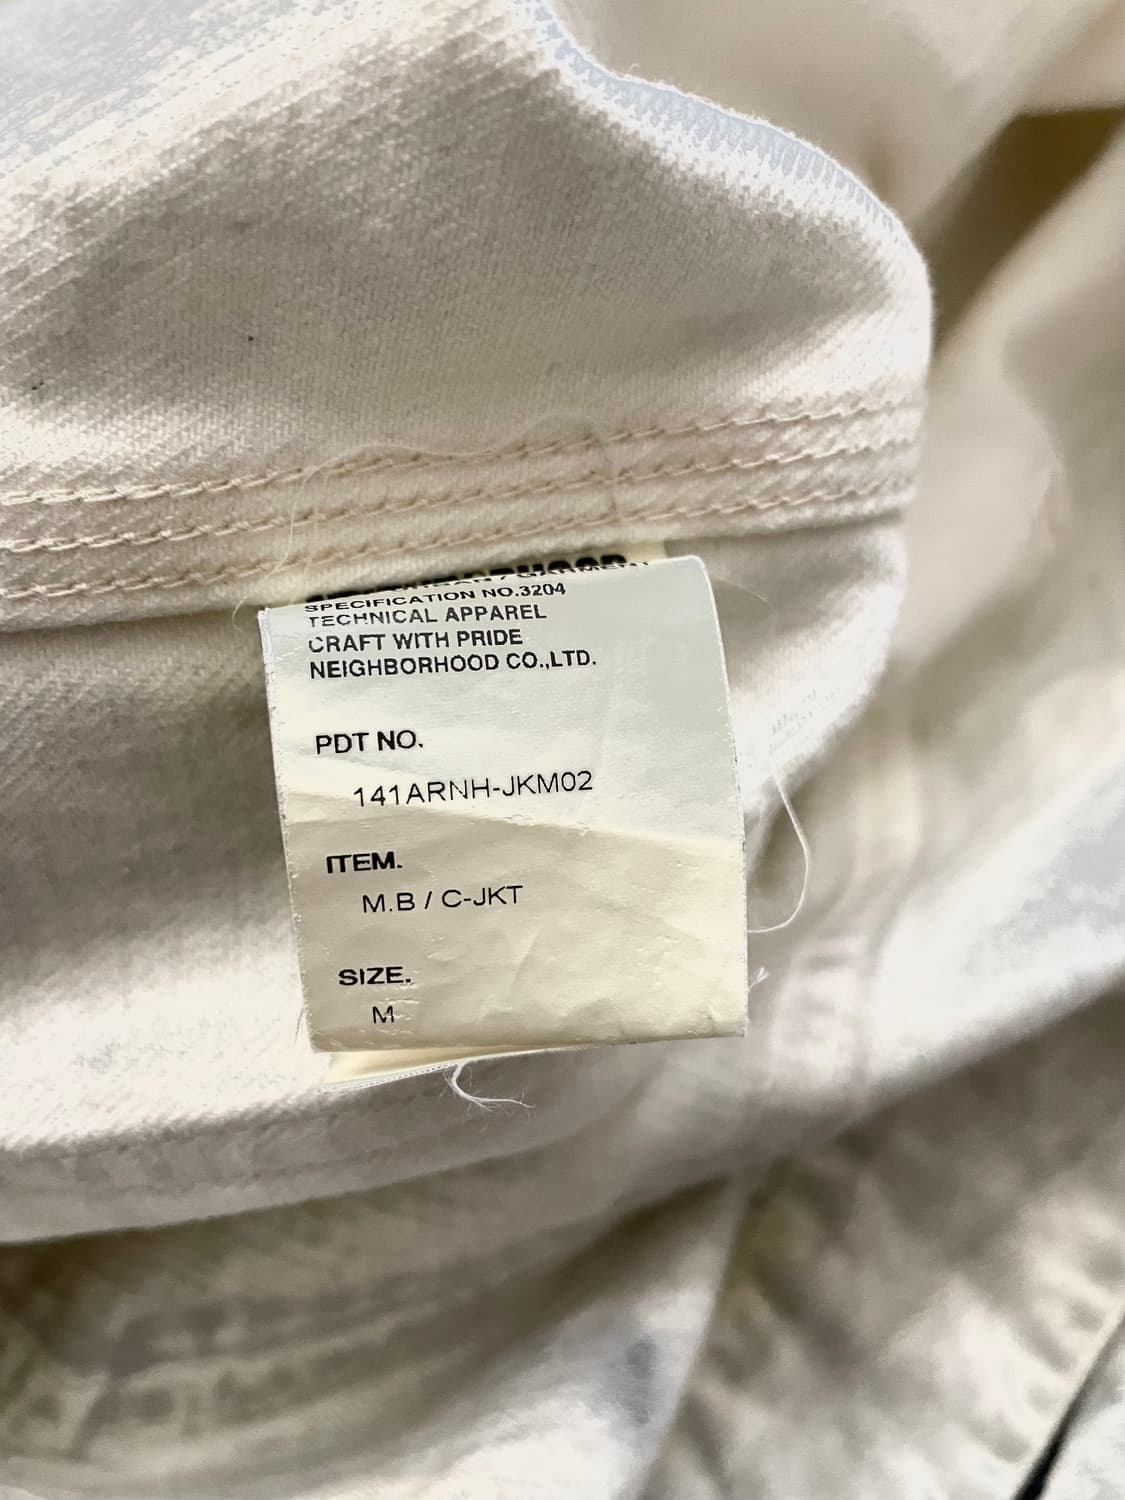 SPECIFICATION NO.3204
TECHNICAL APPAREL
CRAFT WITH PRIDE
NEIGHBORHOOD CO.,LTD.
PDT NO.
141ARNH-JKM02
ITEM.
M.B / C-JKT
SIZE.
M